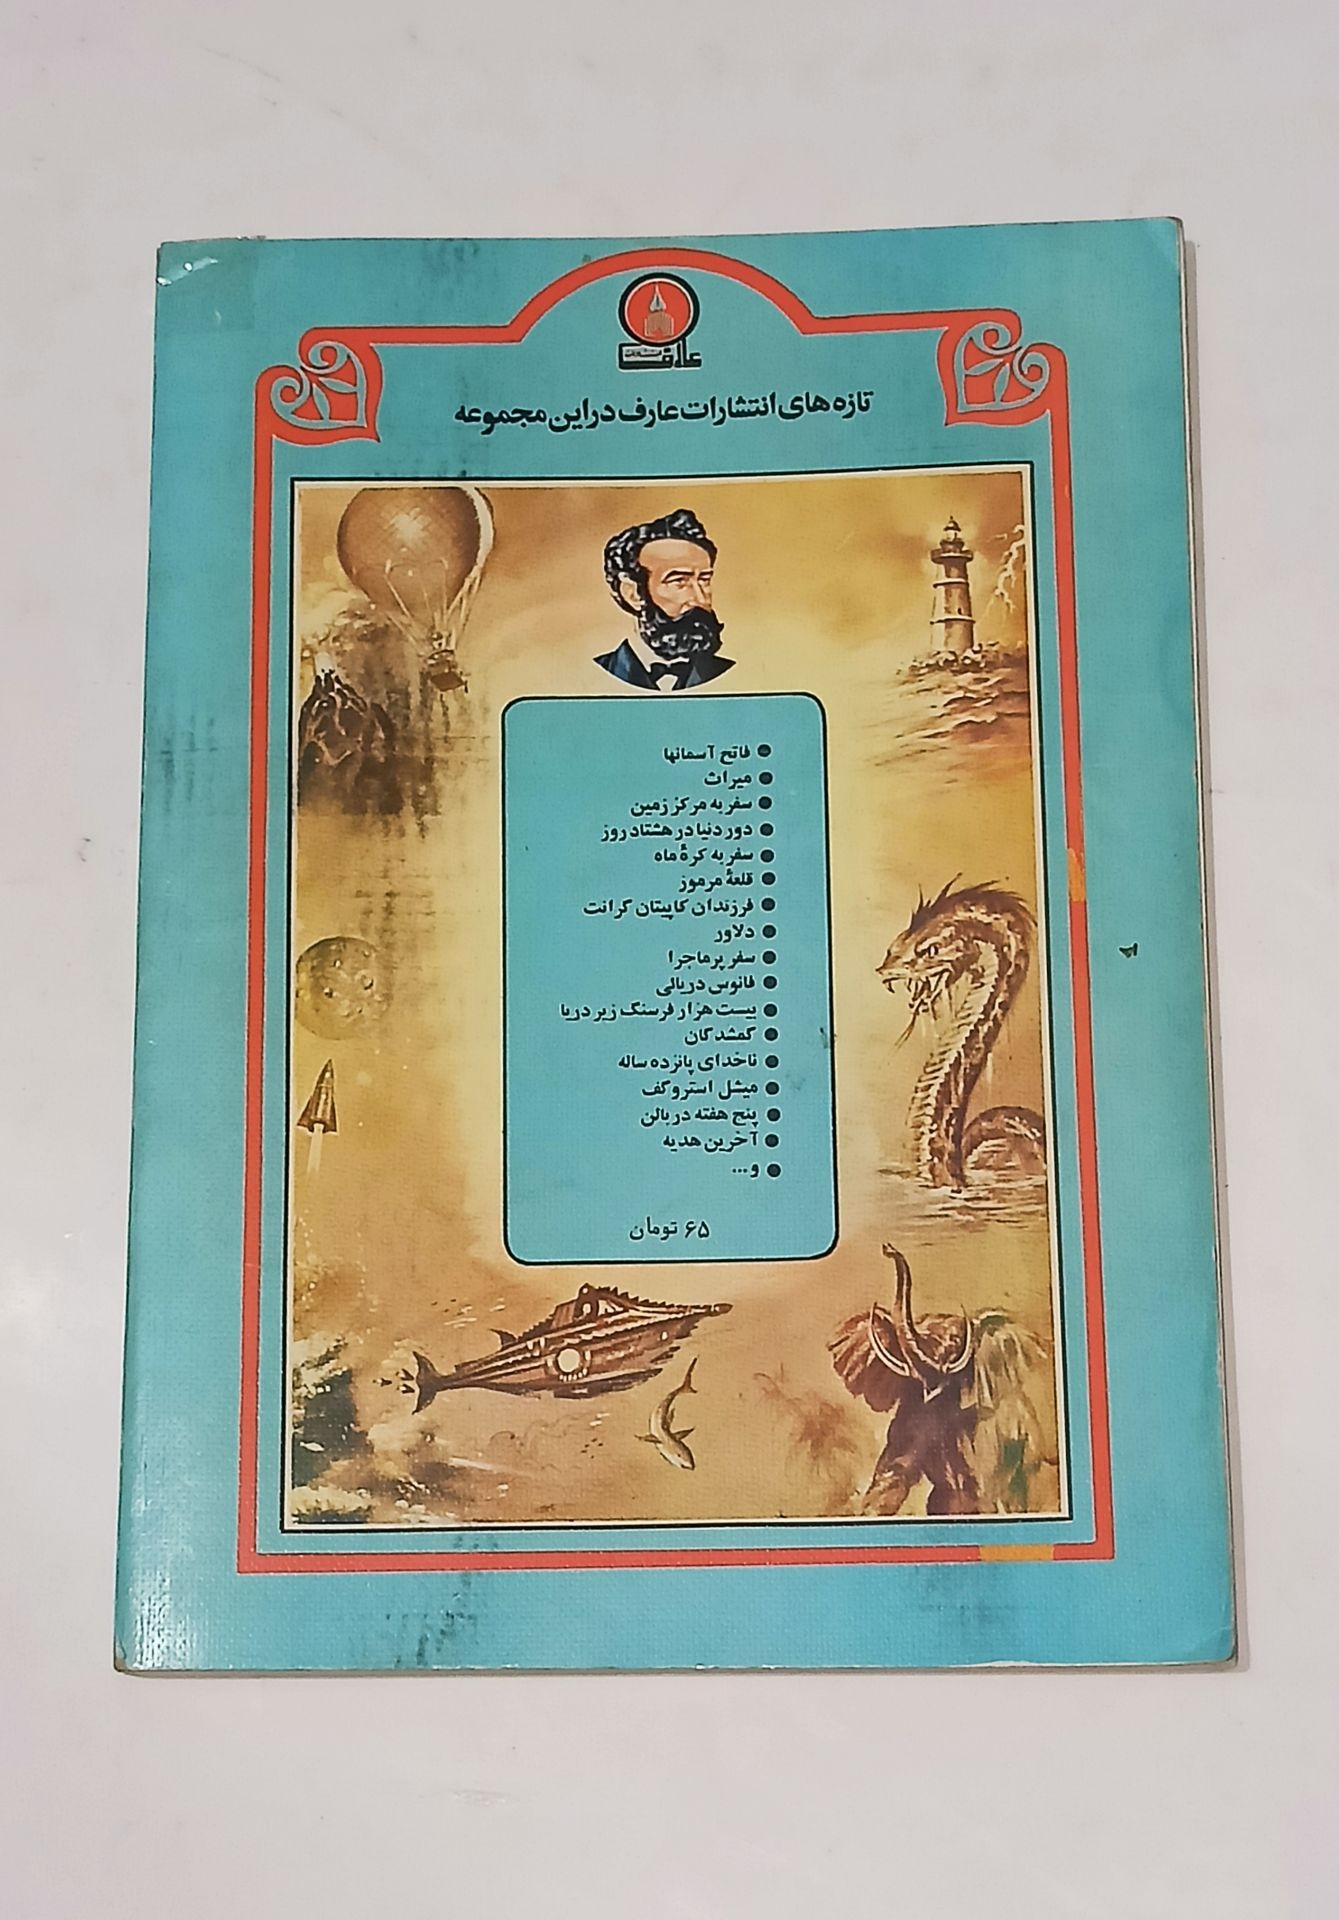 عارف
تازه های انتشارات عارف در این مجموعه
● فاتح آسمانها
● میراث
● سفر به مرکز زمین
● دور دنیا در هشتاد روز
● سفر به کرهٔ ماه
● قلعهٔ مرموز
● فرزندان کاپیتان گرانت
● دلاور
● سفر پرماجرا
● فانوس دریائی
● بیست هزار فرسنگ زیر دریا
● گمشدگان
● ناخدای پانزده ساله
● میشل استروگف
● پنج هفته در بالن
● آخرین هدیه
● و...
۶۵ تومان